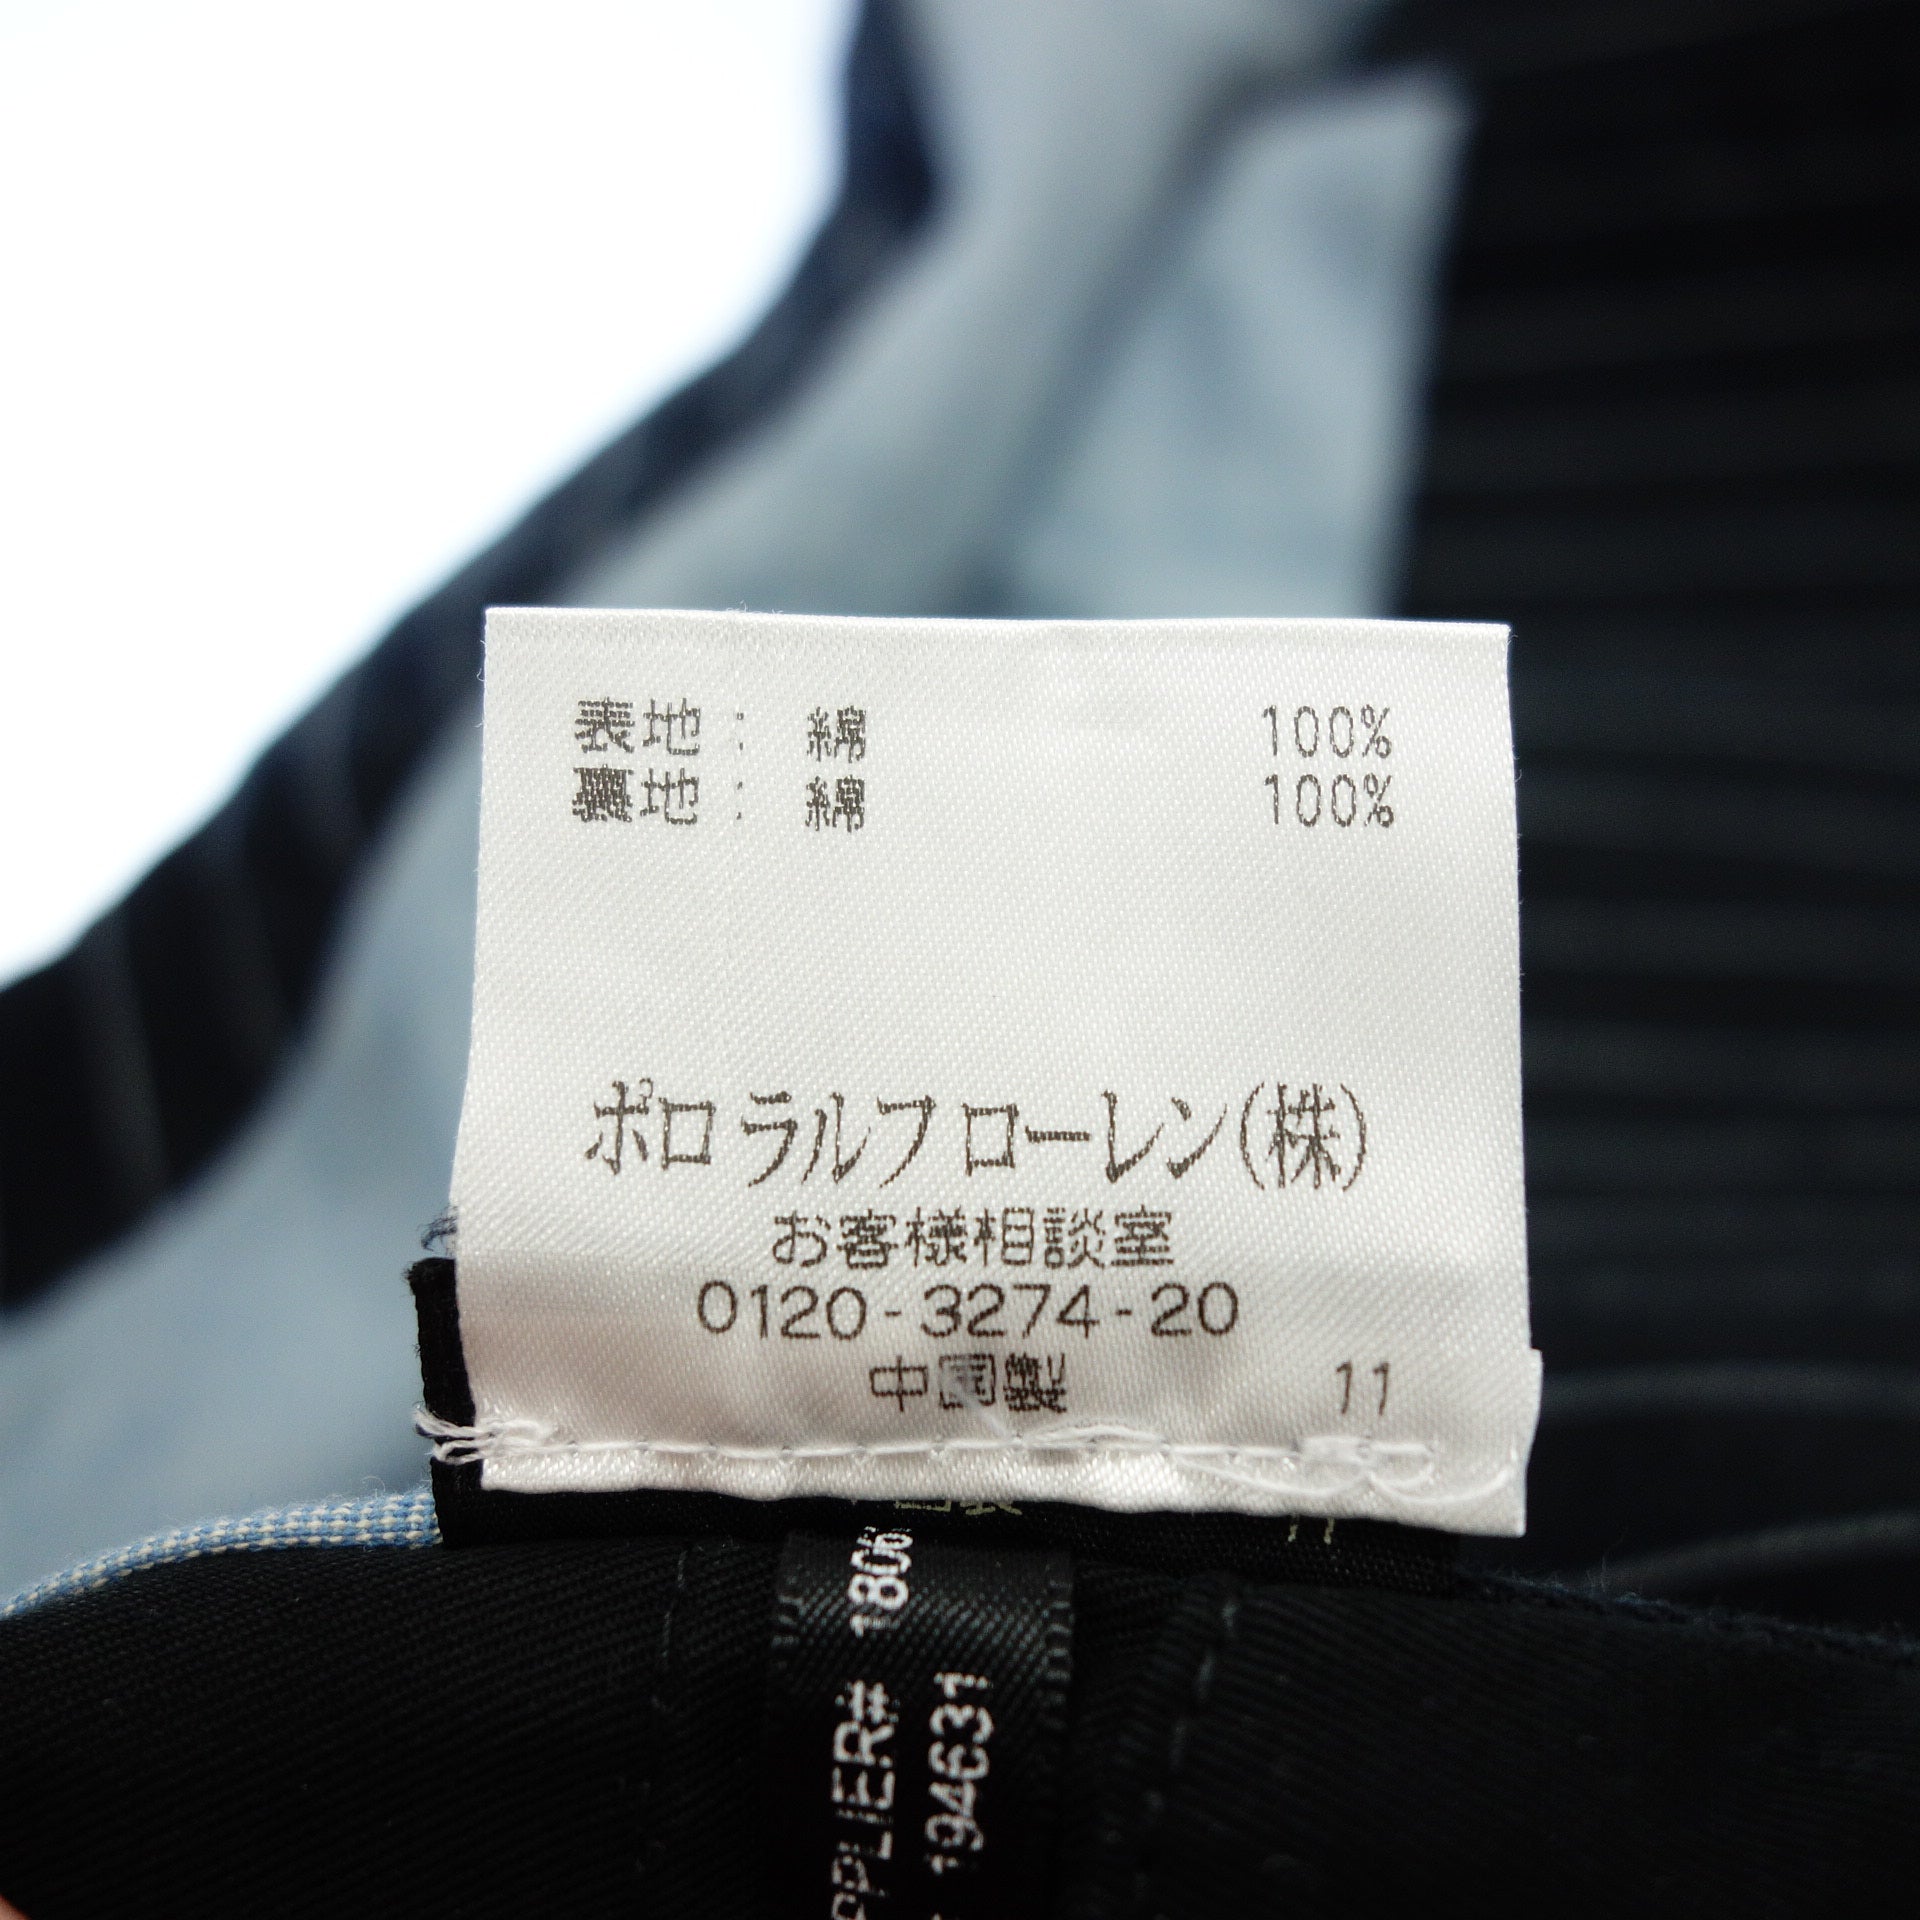 表地: 綿 100%
裏地: 綿 100%
ポロ ラルフ ローレン(株)
お客様相談室
0120-3274-20
中国製 11
194631